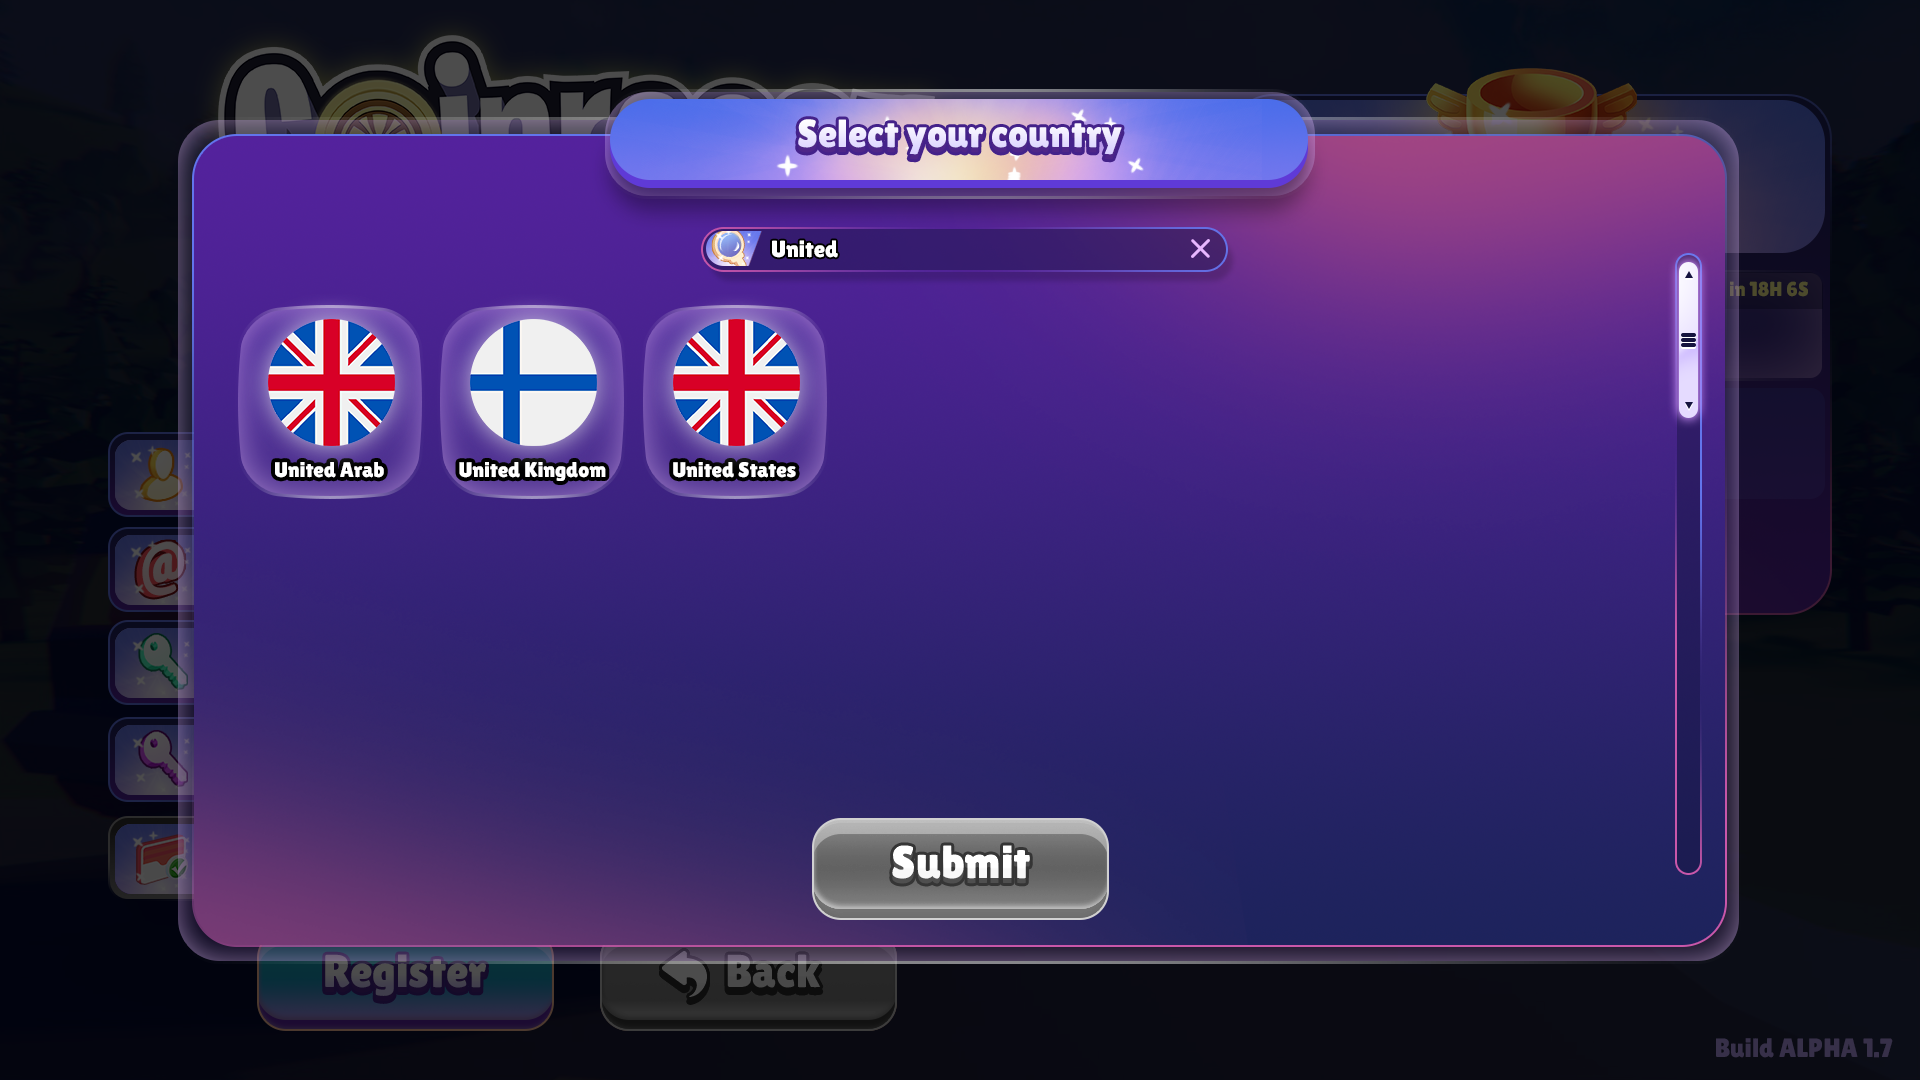 Select your country
United
in 18H 6S
United Arab
United Kingdom
United States
Submit
Register
Back
Build ALPHA 1.7